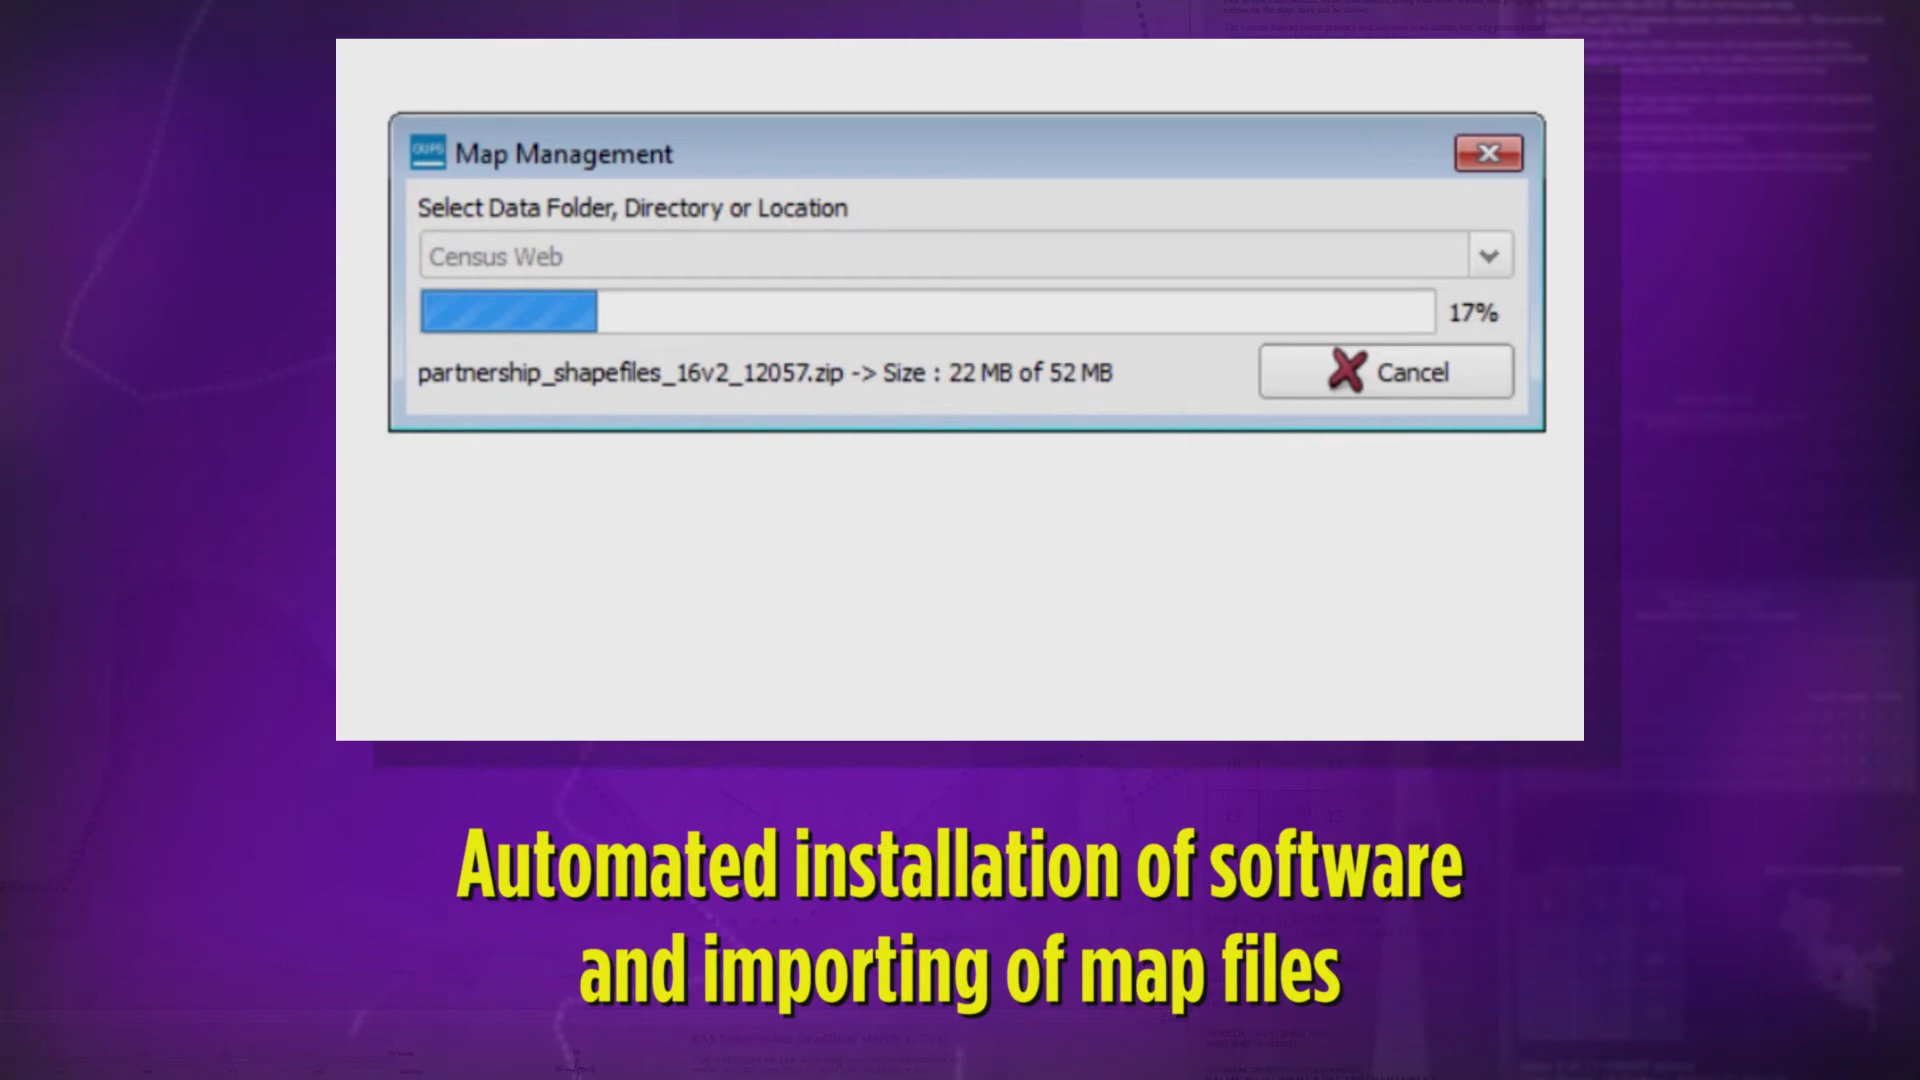 GUPS
Map Management
Select Data Folder, Directory or Location
Census Web
17%
partnership_shapefiles_16v2_12057.zip -> Size : 22 MB of 52 MB
Cancel
Automated installation of software
and importing of map files